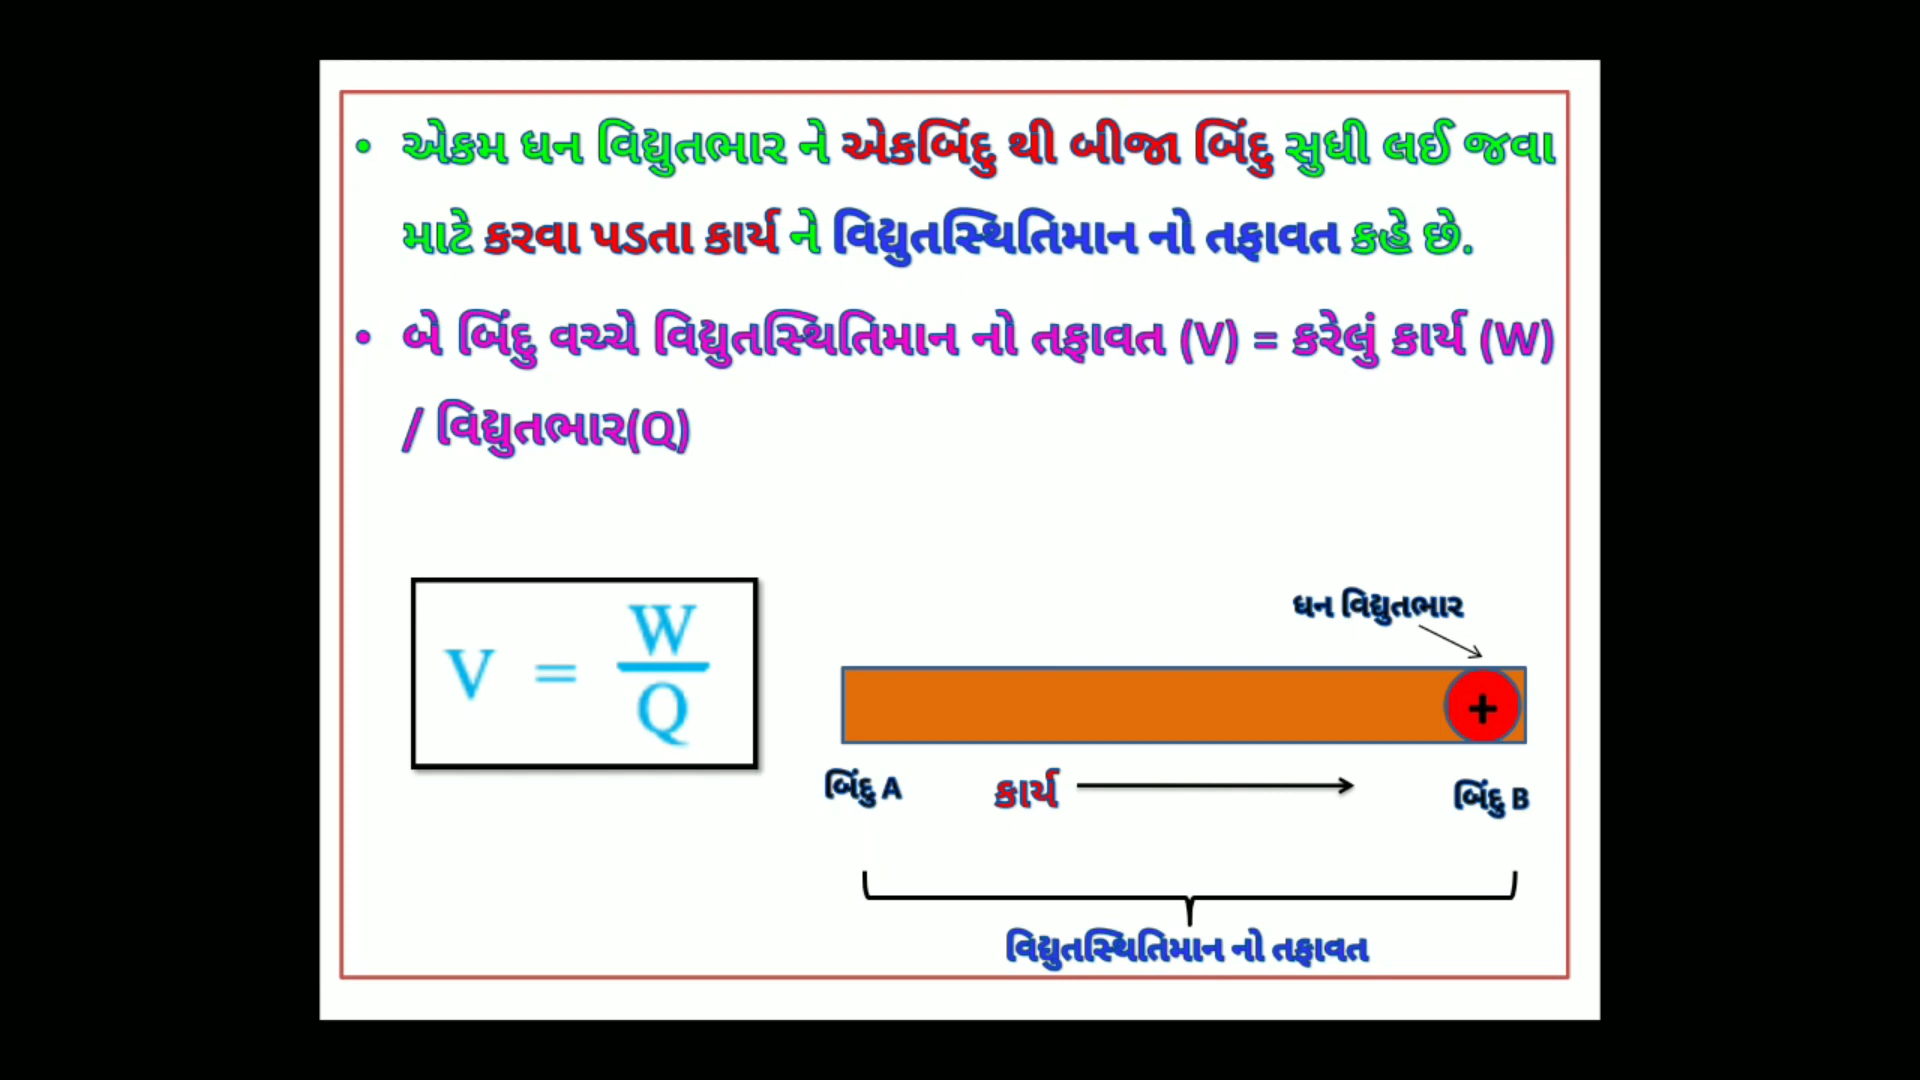 • એકમ ધન વિદ્યુતભાર ને એકબિંદુ થી બીજા બિંદુ સુધી લઈ જવા
માટે કરવા પડતા કાર્ય ને વિદ્યુતસ્થિતિમાન નો તફાવત કહે છે.
• બે બિંદુ વચ્ચે વિદ્યુતસ્થિતિમાન નો તફાવત (V) = કરેલું કાર્ય (W)
/ વિદ્યુતભાર(Q)
V = W
Q
ધન વિદ્યુતભાર
+
બિંદુ A
કાર્ય
બિંદુ B
વિદ્યુતસ્થિતિમાન નો તફાવત